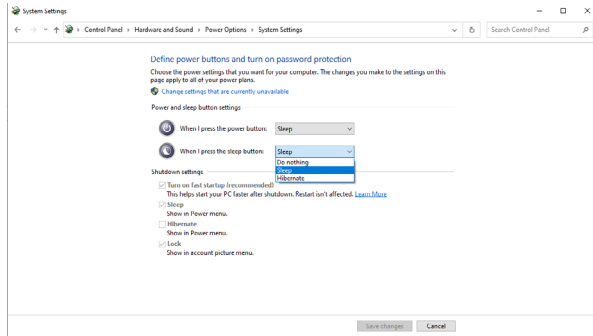 System Settings
Control Panel > Hardware and Sound > Power Options > System Settings
Search Control Panel
Define power buttons and turn on password protection
Choose the power settings that you want for your computer. The changes you make to the settings on this
page apply to all of your power plans.
Change settings that are currently unavailable
Power and sleep button settings
When I press the power button: Sleep
When I press the sleep button: Sleep
Do nothing
Sleep
Hibernate
Shutdown settings
Turn on fast startup (recommended)
This helps start your PC faster after shutdown. Restart isn't affected. Learn More
Sleep
Show in Power menu.
Hibernate
Show in Power menu.
Lock
Show in account picture menu.
Save changes Cancel